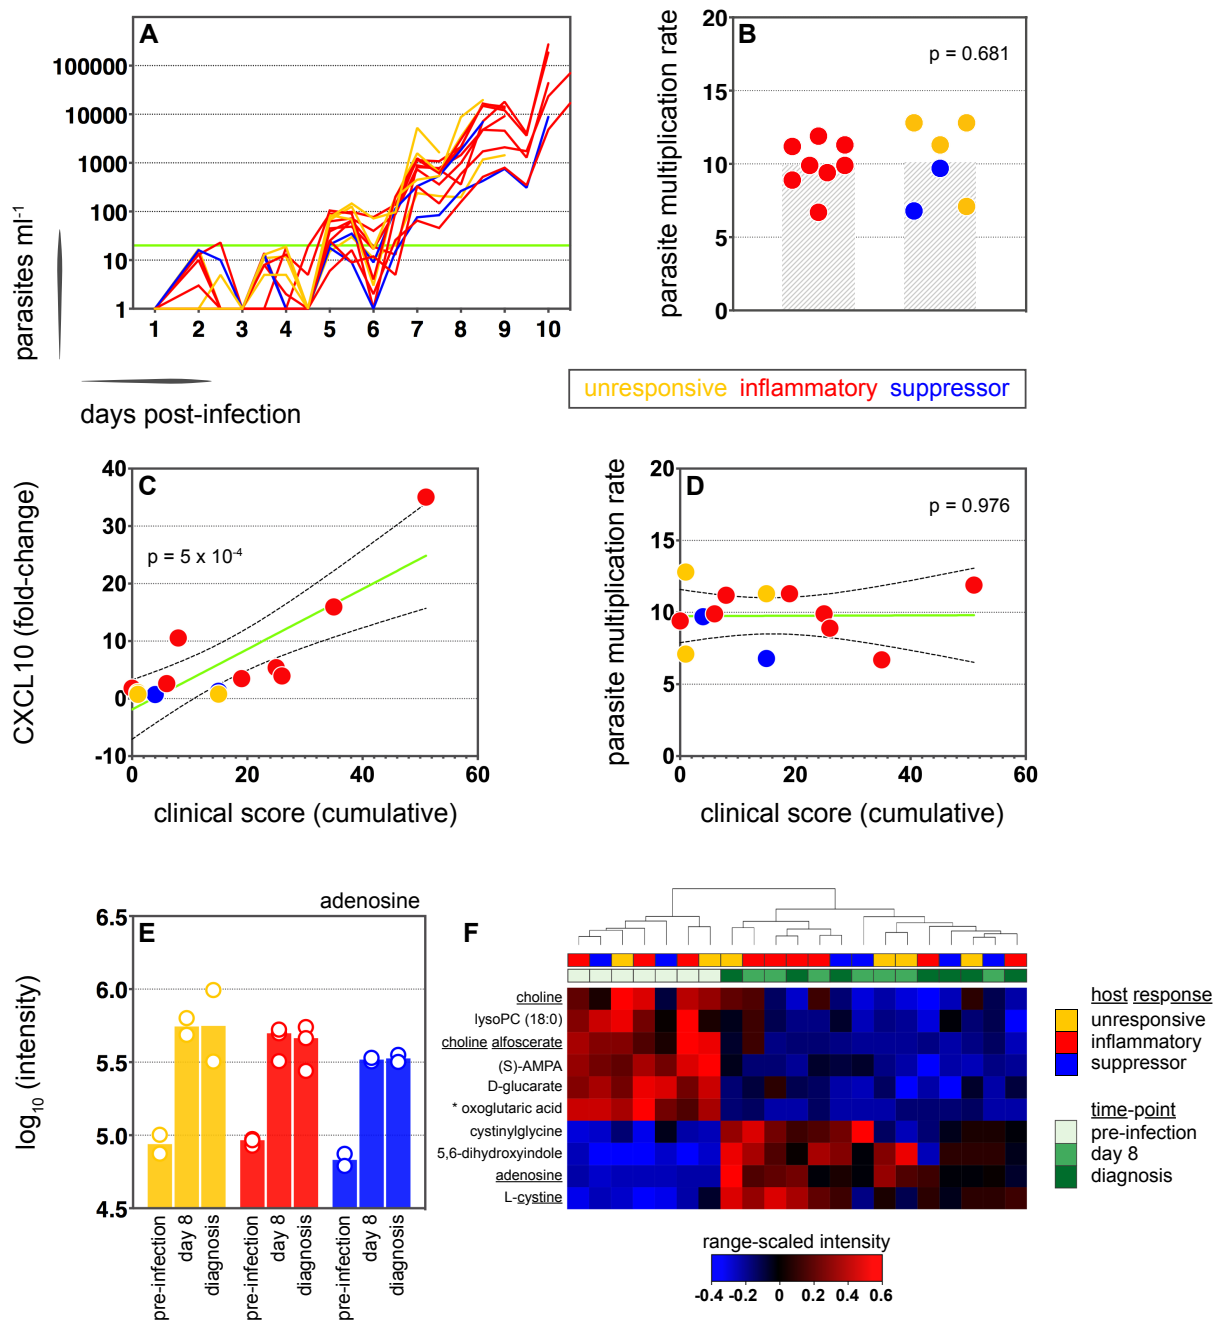 A
100000
10000
1000
100
10
1
1 2 3 4 5 6 7 8 9 10
parasites ml-1
days post-infection
B
p = 0.681
20
15
10
5
0
parasite multiplication rate
unresponsive inflammatory suppressor
C
p = 5 x 10-4
40
30
20
10
0
-10
0 20 40 60
CXCL10 (fold-change)
clinical score (cumulative)
D
p = 0.976
20
15
10
5
0
0 20 40 60
parasite multiplication rate
clinical score (cumulative)
adenosine
E
6.5
6.0
5.5
5.0
4.5
log10 (intensity)
pre-infection
day 8
diagnosis
pre-infection
day 8
diagnosis
pre-infection
day 8
diagnosis
F
choline
lysoPC (18:0)
choline alfoscerate
(S)-AMPA
D-glucarate
* oxoglutaric acid
cystinylglycine
5,6-dihydroxyindole
adenosine
L-cystine
host response
unresponsive
inflammatory
suppressor
time-point
pre-infection
day 8
diagnosis
range-scaled intensity
-0.4 -0.2 0 0.2 0.4 0.6